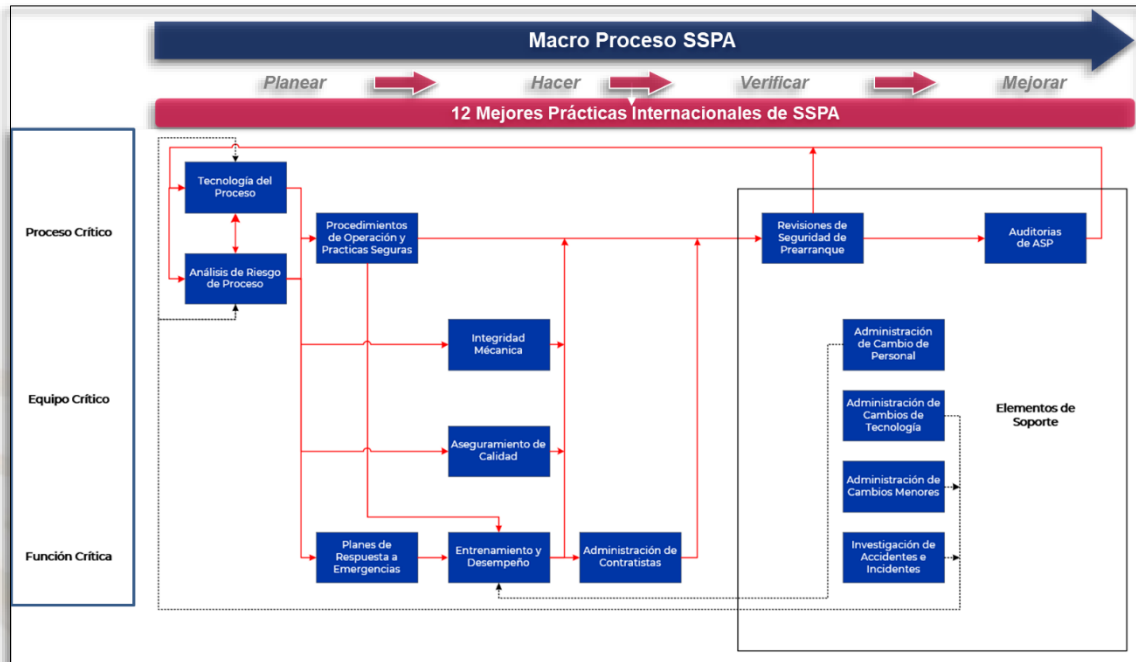 Macro Proceso SSPA
Planear
Hacer
Verificar
Mejorar
12 Mejores Prácticas Internacionales de SSPA
Proceso Crítico
Equipo Crítico
Función Crítica
Tecnología del
Proceso
Análisis de Riesgo
de Proceso
Procedimientos
de Operación y
Practicas Seguras
Integridad
Mécanica
Aseguramiento de
Calidad
Planes de
Respuesta a
Emergencias
Entrenamiento y
Desempeño
Administración de
Contratistas
Revisiones de
Seguridad de
Prearranque
Auditorias
de ASP
Administración
de Cambio de
Personal
Administración de
Cambios de
Tecnología
Administración de
Cambios Menores
Investigación de
Accidentes e
Incidentes
Elementos de
Soporte